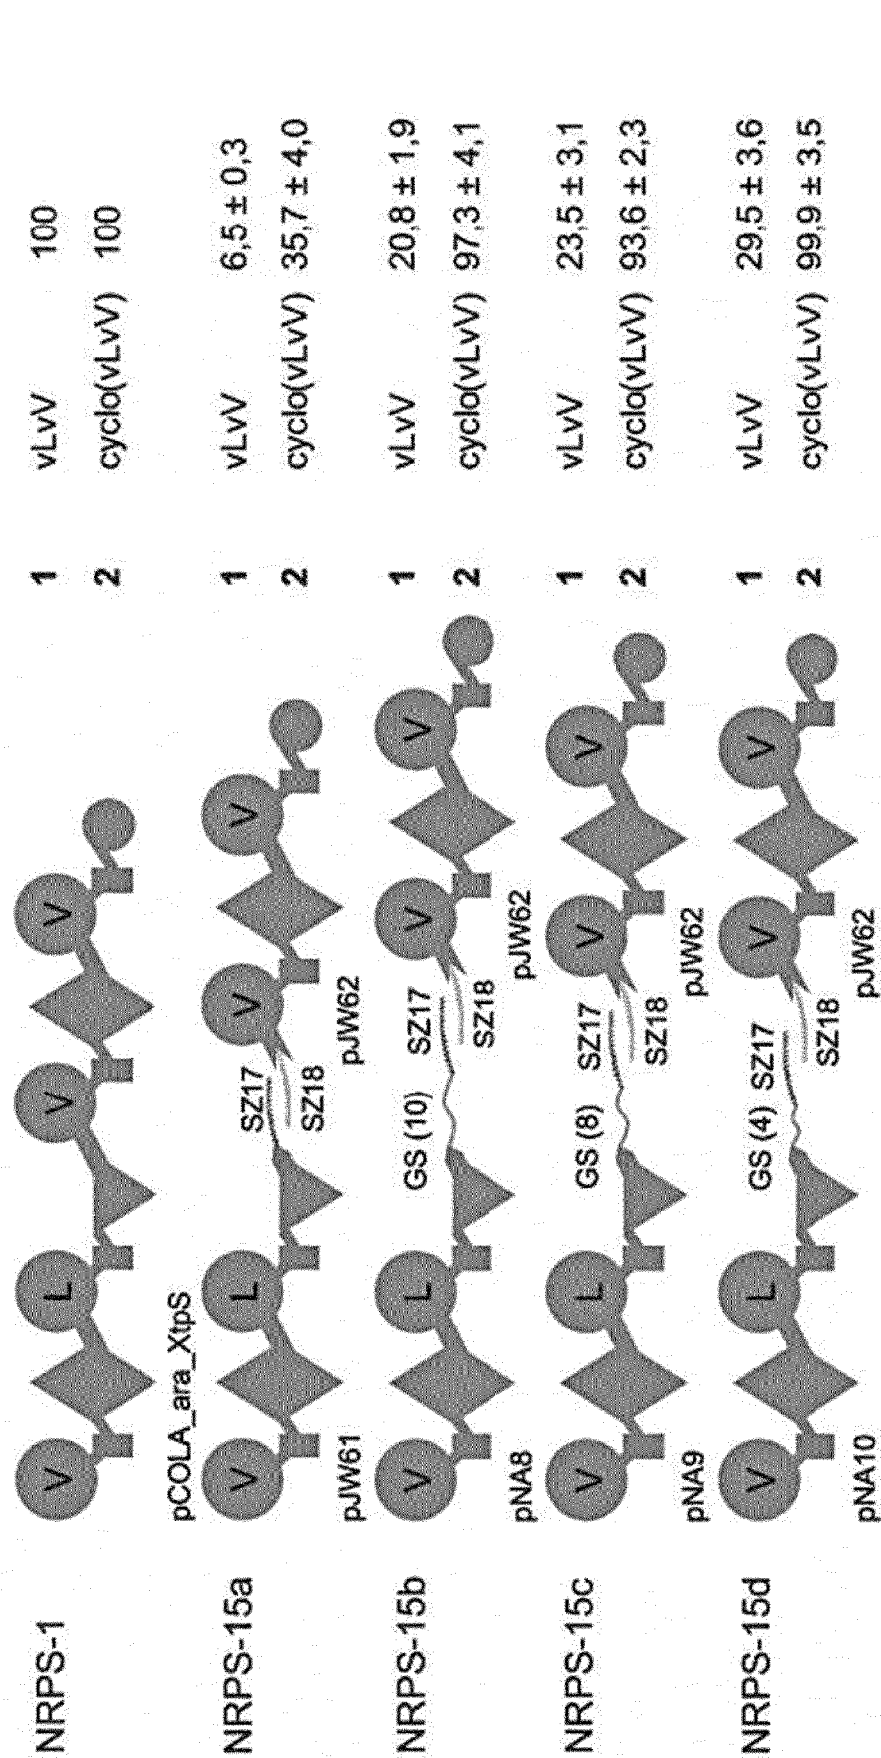 NRPS-1
V L V V
pCOLA_ara_XtpS
1 vLvV 100
2 cyclo(vLvV) 100
NRPS-15a
V L SZ17 V V
SZ18
pJW61 pJW62
1 vLvV 6,5 ± 0,3
2 cyclo(vLvV) 35,7 ± 4,0
NRPS-15b
V L GS (10) SZ17 V V
SZ18
pNA8 pJW62
1 vLvV 20,8 ± 1,9
2 cyclo(vLvV) 97,3 ± 4,1
NRPS-15c
V L GS (8) SZ17 V V
SZ18
pNA9 pJW62
1 vLvV 23,5 ± 3,1
2 cyclo(vLvV) 93,6 ± 2,3
NRPS-15d
V L GS (4) SZ17 V V
SZ18
pNA10 pJW62
1 vLvV 29,5 ± 3,6
2 cyclo(vLvV) 99,9 ± 3,5